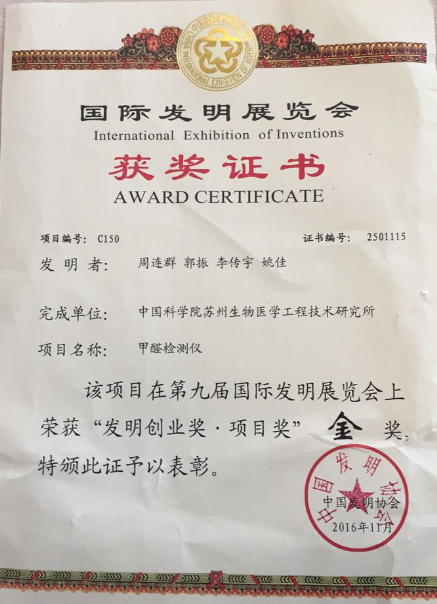 国际发明展览会
International Exhibition of Inventions
获奖证书
AWARD CERTIFICATE
项目编号: C150 证书编号: 2501115
发明者: 周连群 郭振 李传宇 姚佳
完成单位: 中国科学院苏州生物医学工程技术研究所
项目名称: 甲醛检测仪
该项目在第九届国际发明展览会上
荣获“发明创业奖·项目奖” 金 奖,
特颁此证予以表彰。
中国发明协会
中国发明协会
2016年11月